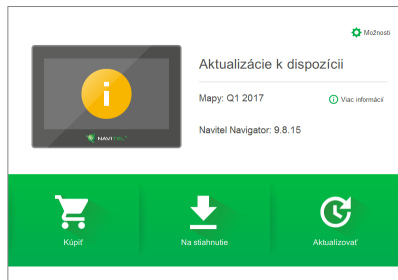 Možnosti
Aktualizácie k dispozícii
Mapy: Q1 2017
Viac informácií
Navitel Navigator: 9.8.15
NAVITEL
Kúpiť
Na stiahnutie
Aktualizovať